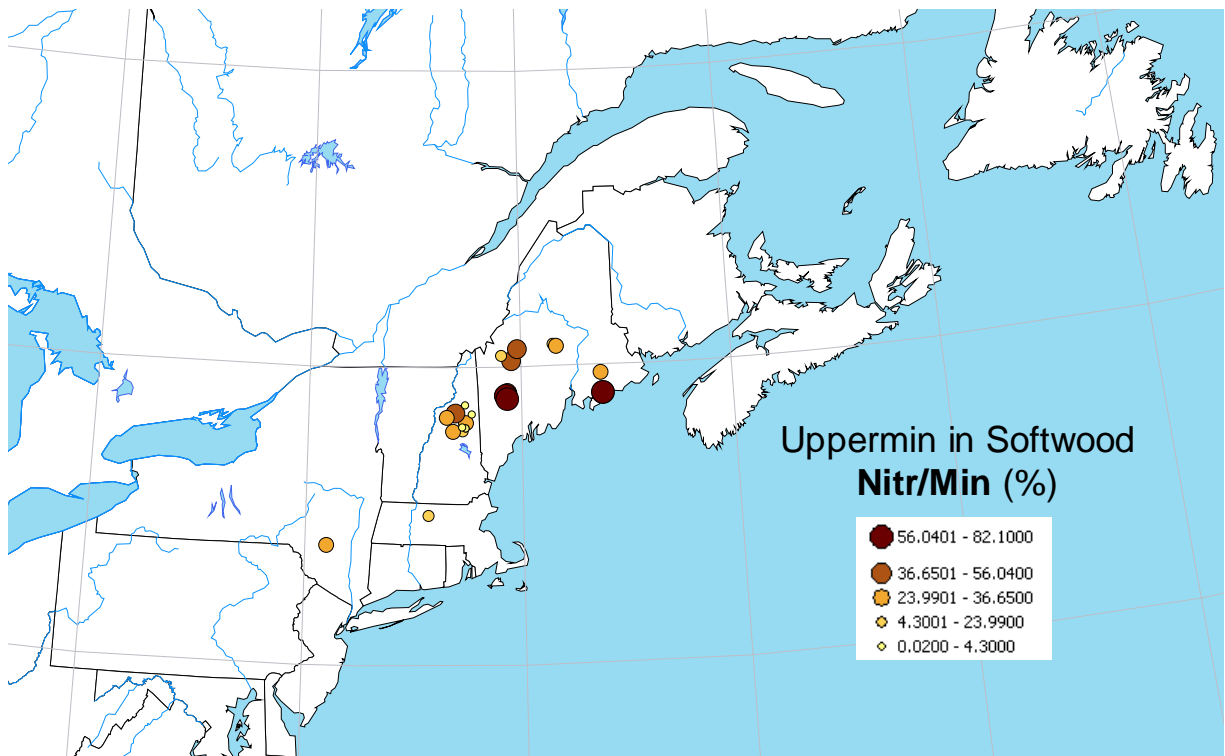 Uppermin in Softwood
Nitr/Min (%)
56.0401 - 82.1000
36.6501 - 56.0400
23.9901 - 36.6500
4.3001 - 23.9900
0.0200 - 4.3000